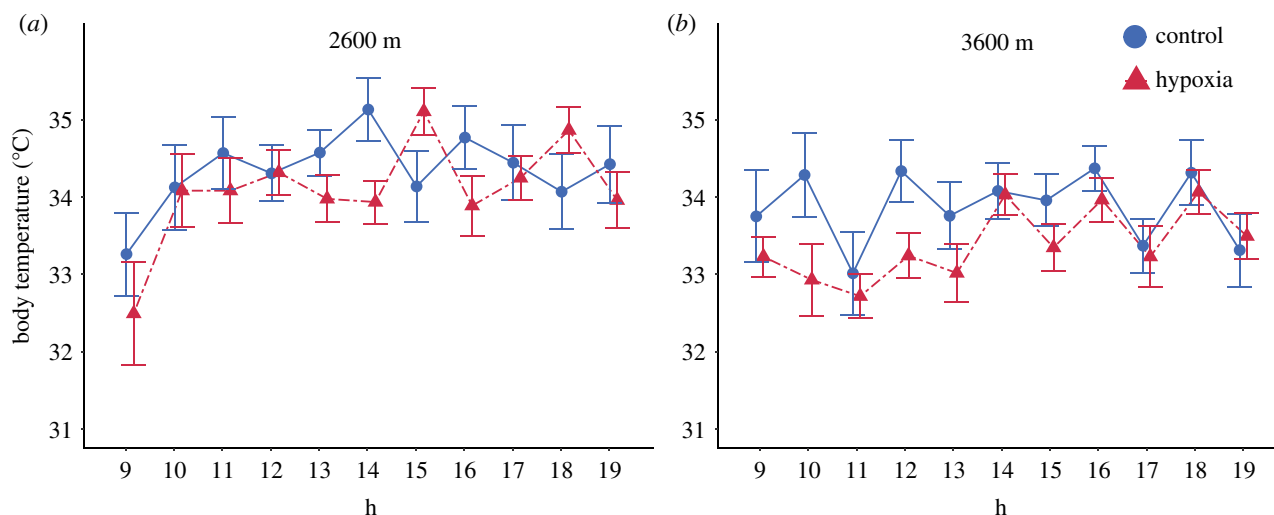 (a)
2600 m
body temperature (°C)
35
34
33
32
31
9 10 11 12 13 14 15 16 17 18 19
h
(b)
3600 m
control
hypoxia
35
34
33
32
31
9 10 11 12 13 14 15 16 17 18 19
h